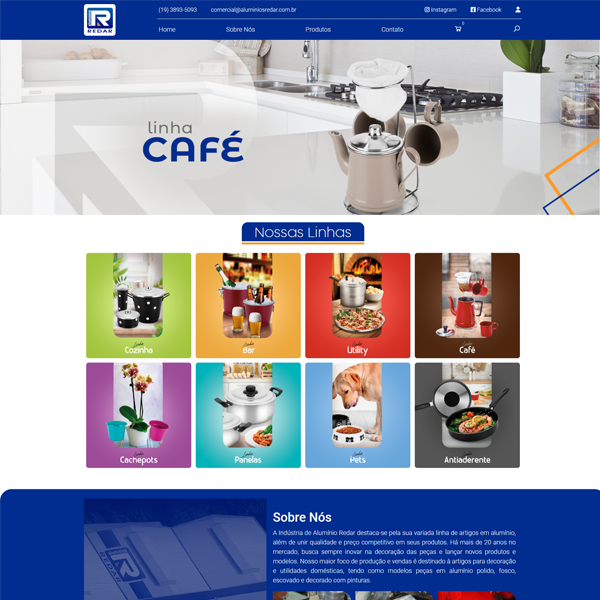 R
REDAR
(19) 3893-5093
comercial@aluminiosredar.com.br
Instagram
Facebook
Home
Sobre Nós
Produtos
Contato
0
linha
CAFÉ
Nossas Linhas
Linha
Cozinha
Linha
Bar
Linha
Utility
Linha
Café
Linha
Cachepots
Linha
Panelas
Linha
Pets
Linha
Antiaderente
R
REDAR
Sobre Nós
A Indústria de Alumínio Redar destaca-se pela sua variada linha de artigos em alumínio,
além de unir qualidade e preço competitivo em seus produtos. Há mais de 20 anos no
mercado, busca sempre inovar na decoração das peças e lançar novos produtos e
modelos. Nosso maior foco de produção e vendas é destinado à artigos para decoração
e utilidades domésticas, tendo como modelos peças em alumínio polido, fosco,
escovado e decorado com pinturas.